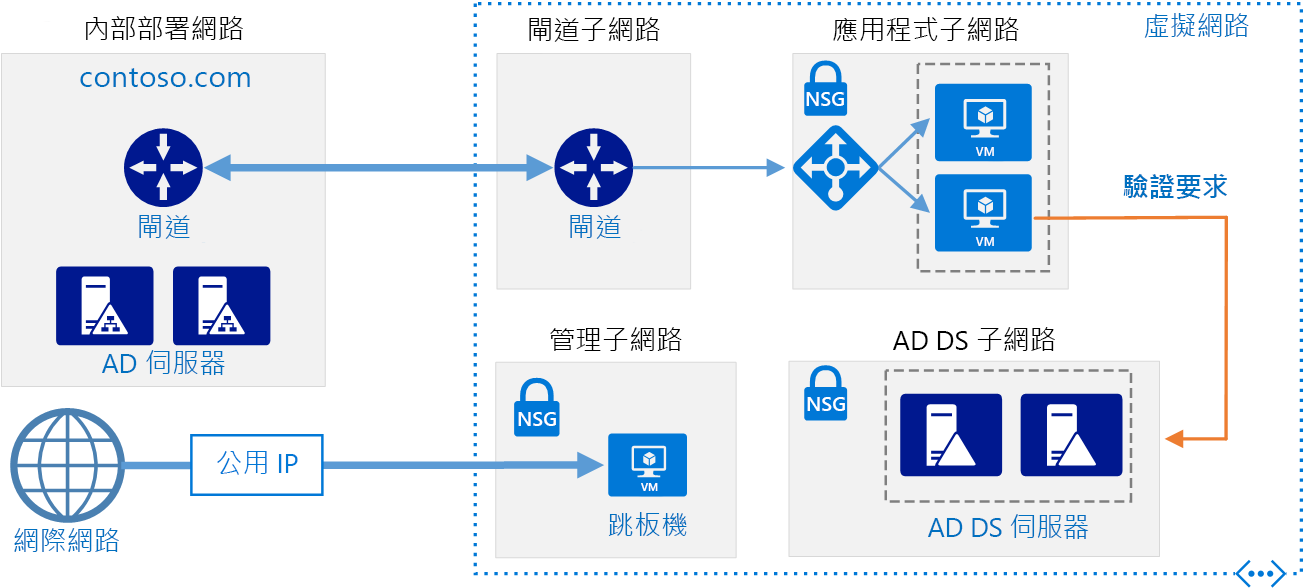 內部部署網路
contoso.com
閘道
AD 伺服器
網際網路
公用 IP
虛擬網路
閘道子網路
閘道
應用程式子網路
NSG
VM
VM
驗證要求
管理子網路
NSG
VM
跳板機
AD DS 子網路
NSG
AD DS 伺服器